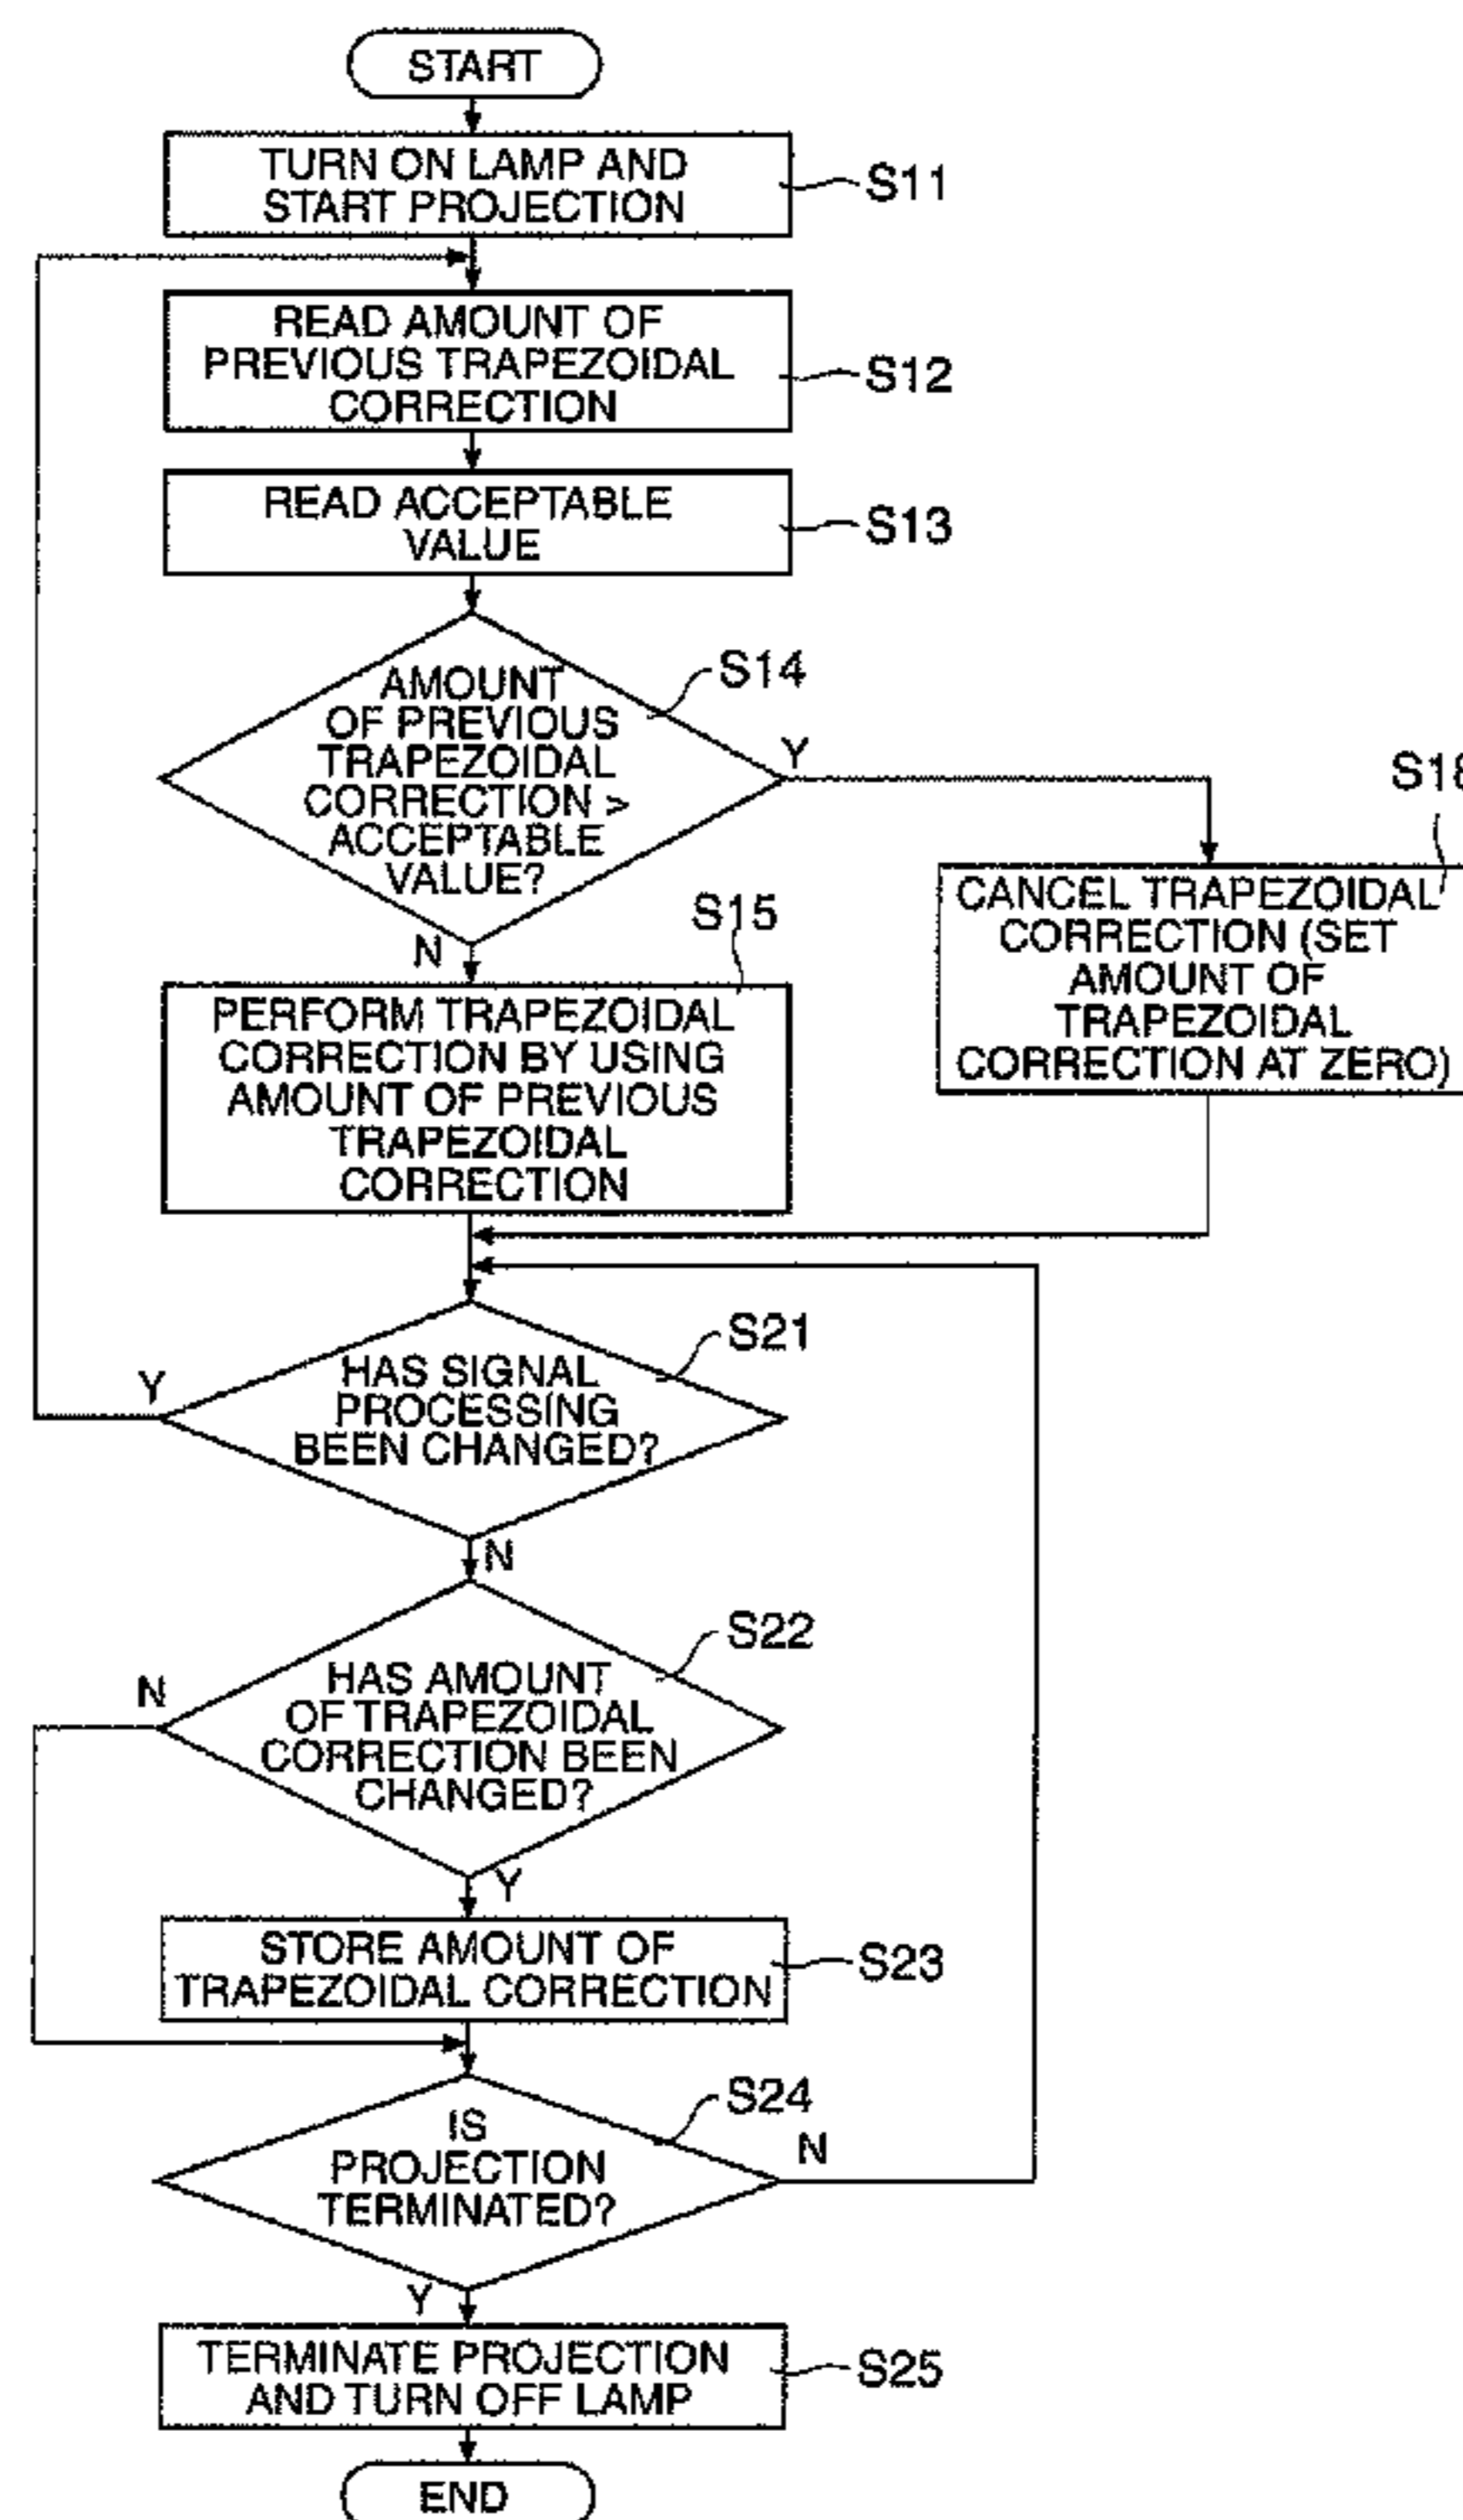 START
TURN ON LAMP AND
START PROJECTION
S11
READ AMOUNT OF
PREVIOUS TRAPEZOIDAL
CORRECTION
S12
READ ACCEPTABLE
VALUE
S13
AMOUNT
OF PREVIOUS
TRAPEZOIDAL
CORRECTION >
ACCEPTABLE
VALUE?
S14
Y
N
CANCEL TRAPEZOIDAL
CORRECTION (SET
AMOUNT OF
TRAPEZOIDAL
CORRECTION AT ZERO)
S15
PERFORM TRAPEZOIDAL
CORRECTION BY USING
AMOUNT OF PREVIOUS
TRAPEZOIDAL
CORRECTION
S21
Y
HAS SIGNAL
PROCESSING
BEEN CHANGED?
N
S22
N
HAS AMOUNT
OF TRAPEZOIDAL
CORRECTION BEEN
CHANGED?
Y
STORE AMOUNT OF
TRAPEZOIDAL CORRECTION
S23
S24
IS
PROJECTION
TERMINATED?
N
Y
TERMINATE PROJECTION
AND TURN OFF LAMP
S25
END